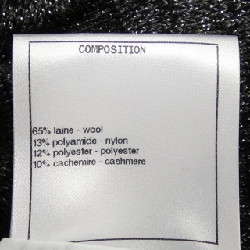 COMPOSITION
65% laine - wool
13% polyamide - nylon
12% polyester - polyester
10% cachemire - cashmere